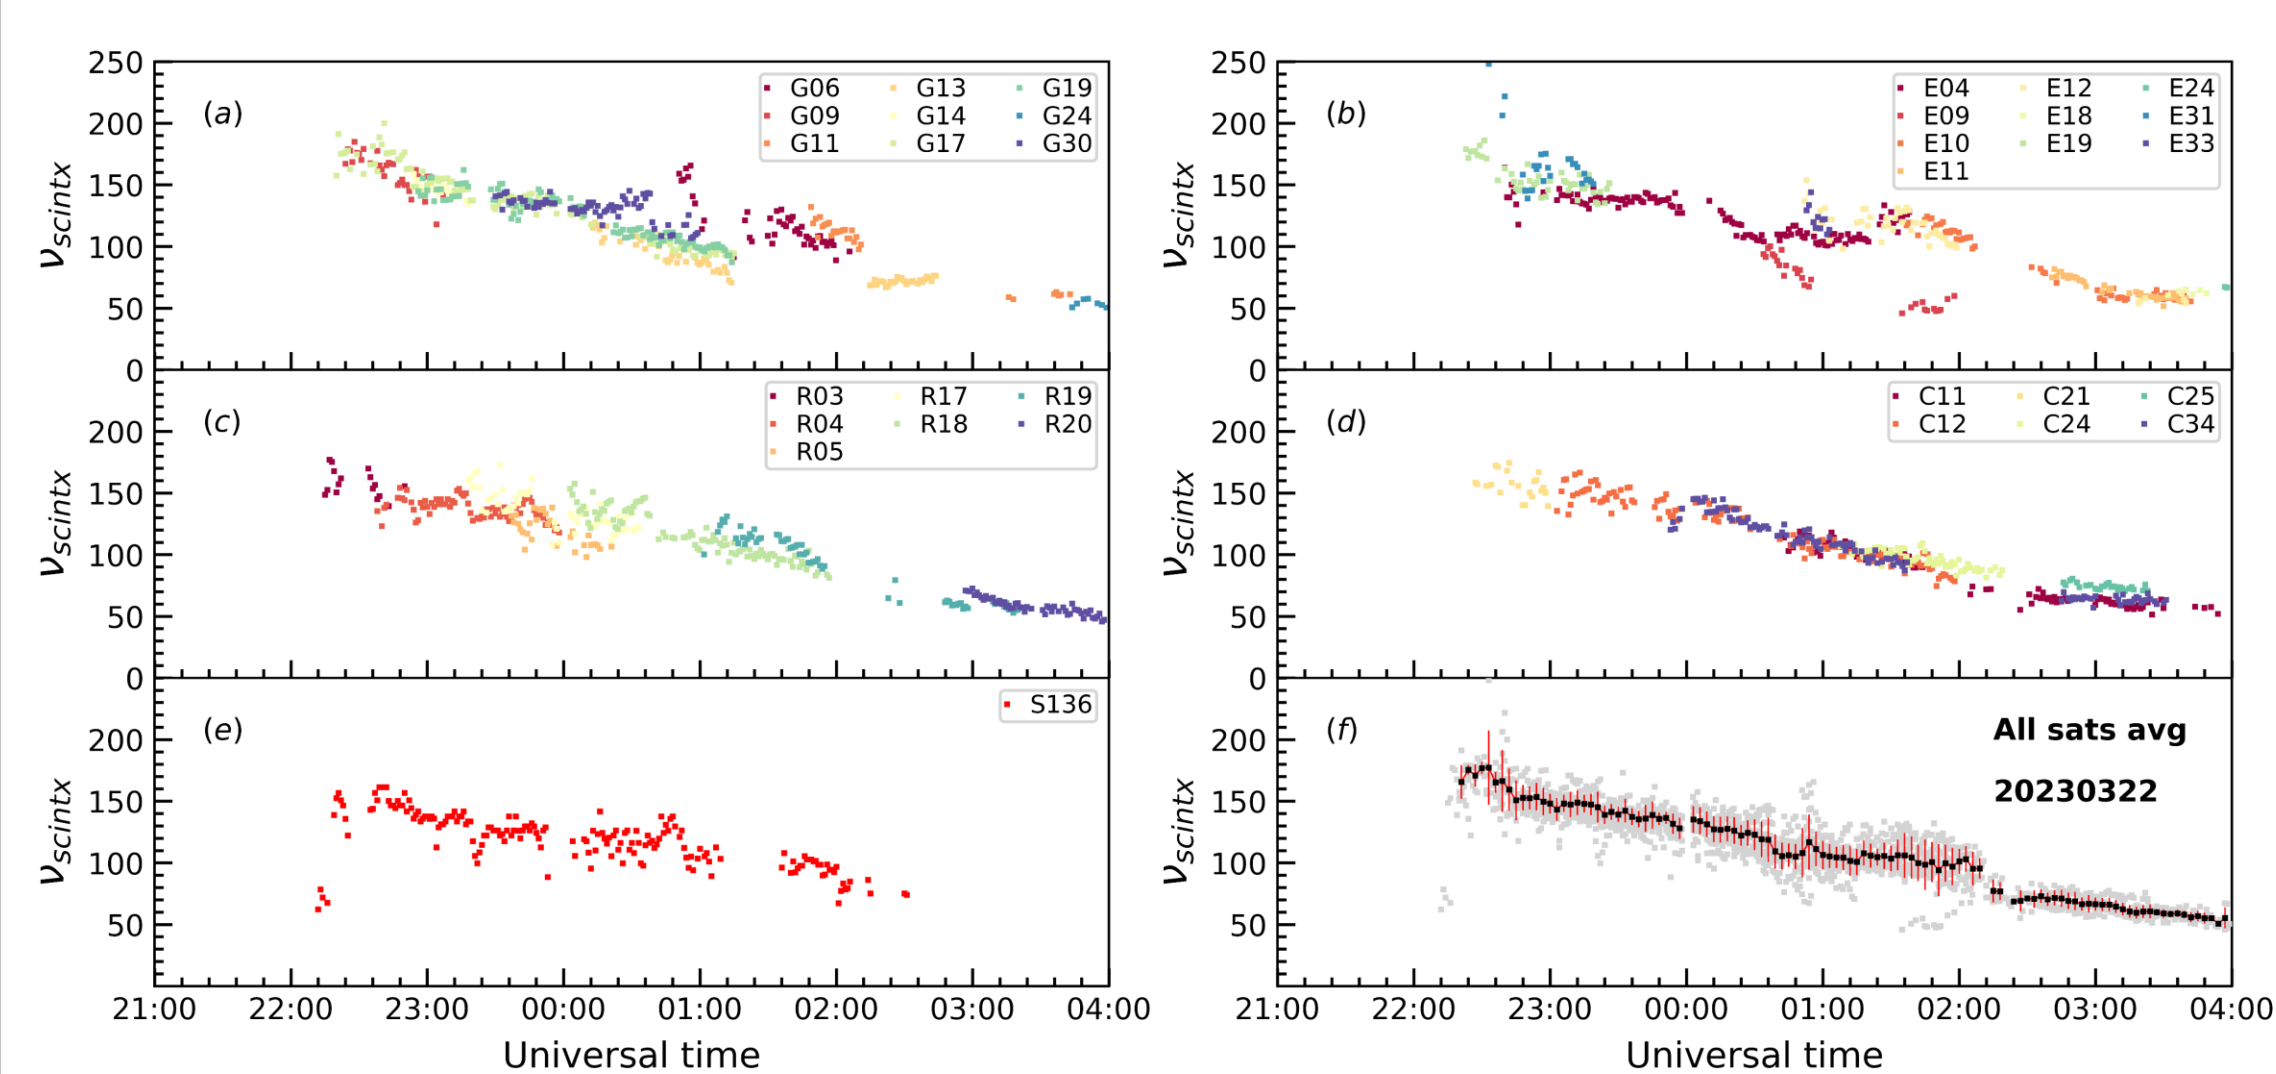 250
200
150
100
50
0
ν_scintx
(a)
G06 G13 G19
G09 G14 G24
G11 G17 G30
250
200
150
100
50
0
ν_scintx
(b)
E04 E12 E24
E09 E18 E31
E10 E19 E33
E11
200
150
100
50
0
ν_scintx
(c)
R03 R17 R19
R04 R18 R20
R05
200
150
100
50
0
ν_scintx
(d)
C11 C21 C25
C12 C24 C34
200
150
100
50
ν_scintx
(e)
S136
21:00 22:00 23:00 00:00 01:00 02:00 03:00 04:00
Universal time
200
150
100
50
ν_scintx
(f)
All sats avg
20230322
21:00 22:00 23:00 00:00 01:00 02:00 03:00 04:00
Universal time